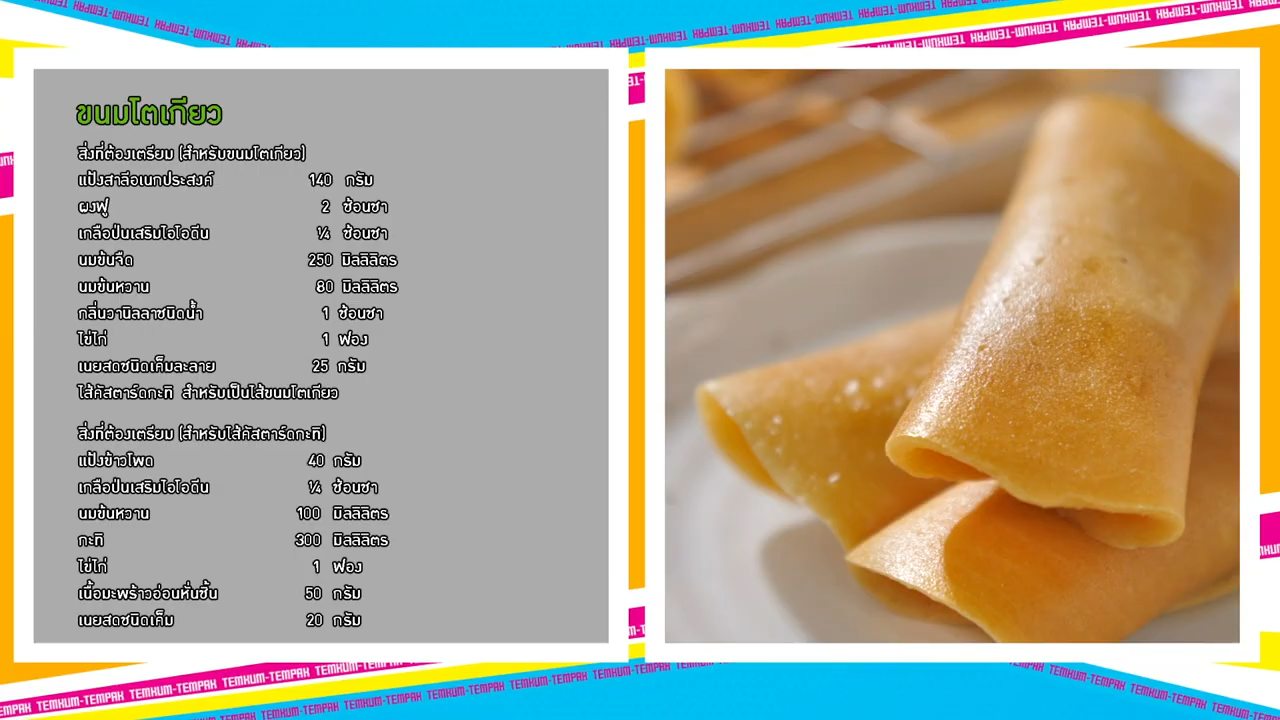 TEMKUM-TEMPAK TEMKUM-TEMPAK TEMKUM-TEMPAK
ขนมโตเกียว
สิ่งที่ต้องเตรียม (สำหรับขนมโตเกียว)
แป้งสาลีอเนกประสงค์ 140 กรัม
ผงฟู 2 ช้อนชา
เกลือป่นเสริมไอโอดีน ¼ ช้อนชา
นมข้นจืด 250 มิลลิลิตร
นมข้นหวาน 80 มิลลิลิตร
กลิ่นวานิลลาชนิดน้ำ 1 ช้อนชา
ไข่ไก่ 1 ฟอง
เนยสดชนิดเค็มละลาย 25 กรัม
ไส้คัสตาร์ดกะทิ สำหรับเป็นไส้ขนมโตเกียว
สิ่งที่ต้องเตรียม (สำหรับไส้คัสตาร์ดกะทิ)
แป้งข้าวโพด 40 กรัม
เกลือป่นเสริมไอโอดีน ¼ ช้อนชา
นมข้นหวาน 100 มิลลิลิตร
กะทิ 300 มิลลิลิตร
ไข่ไก่ 1 ฟอง
เนื้อมะพร้าวอ่อนหั่นชิ้น 50 กรัม
เนยสดชนิดเค็ม 20 กรัม
TEMKUM-TEMPAK TEMKUM-TEMPAK TEMKUM-TEMPAK